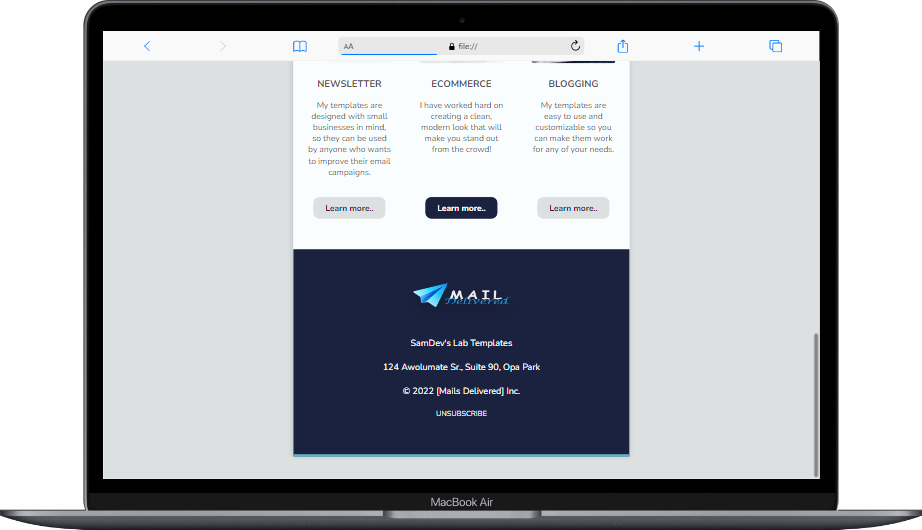 AA
file://
NEWSLETTER
My templates are
designed with small
businesses in mind,
so they can be used
by anyone who wants
to improve their email
campaigns.
Learn more..
ECOMMERCE
I have worked hard on
creating a clean,
modern look that will
make you stand out
from the crowd!
Learn more..
BLOGGING
My templates are
easy to use and
customizable so you
can make them work
for any of your needs.
Learn more..
MAIL
Delivered
SamDev's Lab Templates
124 Awolumate Sr., Suite 90, Opa Park
© 2022 [Mails Delivered] Inc.
UNSUBSCRIBE
MacBook Air